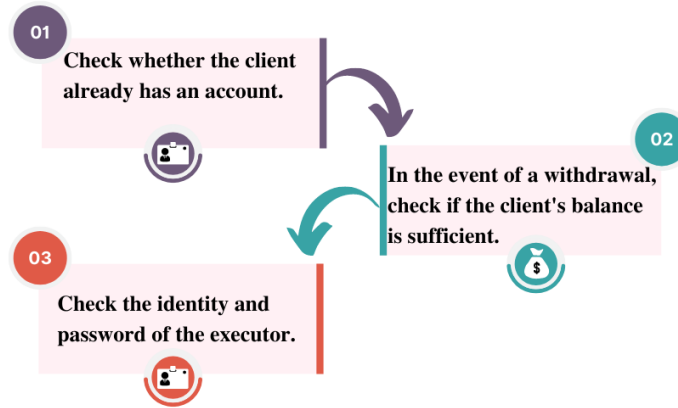 01
Check whether the client
already has an account.
02
In the event of a withdrawal,
check if the client's balance
is sufficient.
$
03
Check the identity and
password of the executor.